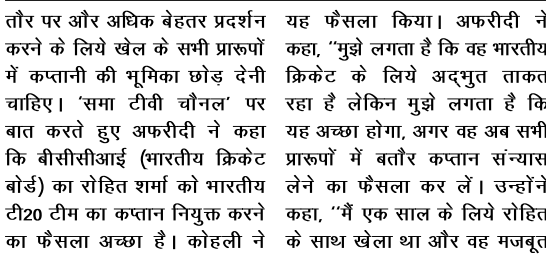 तौर पर और अधिक बेहतर प्रदर्शन
करने के लिये खेल के सभी प्रारूपों
में कप्तानी की भूमिका छोड़ देनी
चाहिए। 'समा टीवी चौनल' पर
बात करते हुए अफरीदी ने कहा
कि बीसीसीआई (भारतीय क्रिकेट
बोर्ड) का रोहित शर्मा को भारतीय
टी20 टीम का कप्तान नियुक्त करने
का फैसला अच्छा है। कोहली ने
यह फैसला किया। अफरीदी ने
कहा, ''मुझे लगता है कि वह भारतीय
क्रिकेट के लिये अद्भुत ताकत
रहा है लेकिन मुझे लगता है कि
यह अच्छा होगा, अगर वह अब सभी
प्रारूपों में बतौर कप्तान संन्यास
लेने का फैसला कर लें। उन्होंने
कहा, ''मैं एक साल के लिये रोहित
के साथ खेला था और वह मजबूत